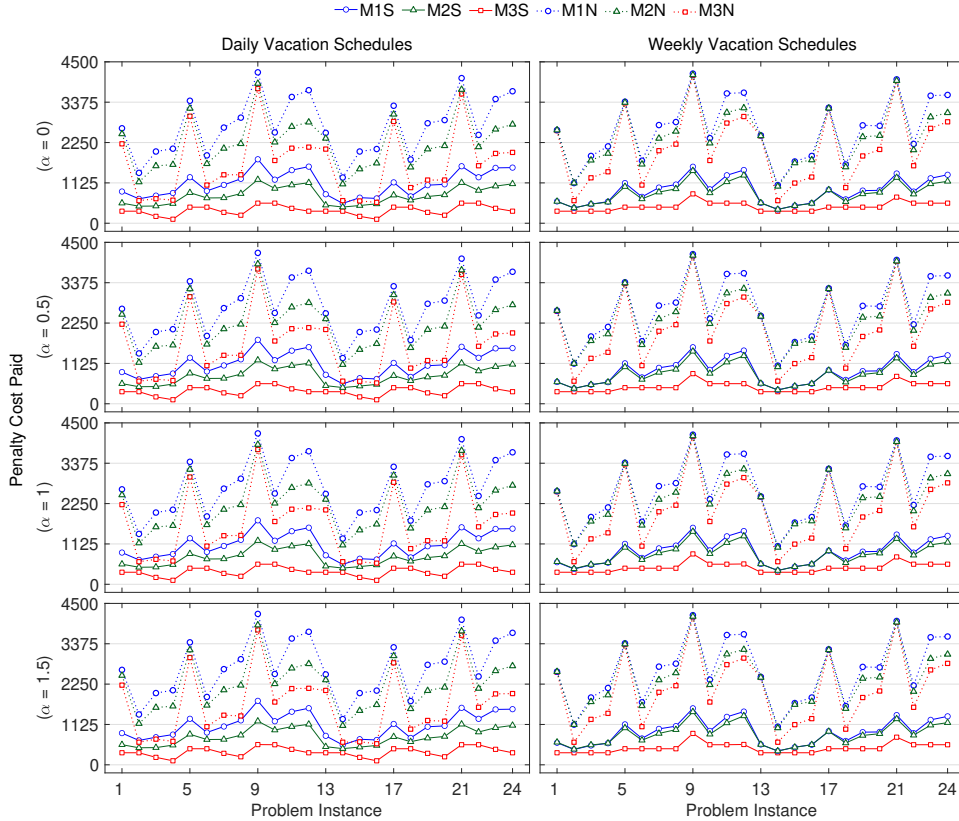 M1S M2S M3S M1N M2N M3N
Daily Vacation Schedules Weekly Vacation Schedules
Penalty Cost Paid
(α = 0)
4500
3375
2250
1125
0
(α = 0.5)
4500
3375
2250
1125
0
(α = 1)
4500
3375
2250
1125
0
(α = 1.5)
4500
3375
2250
1125
0
1 5 9 13 17 21 24 1 5 9 13 17 21 24
Problem Instance Problem Instance